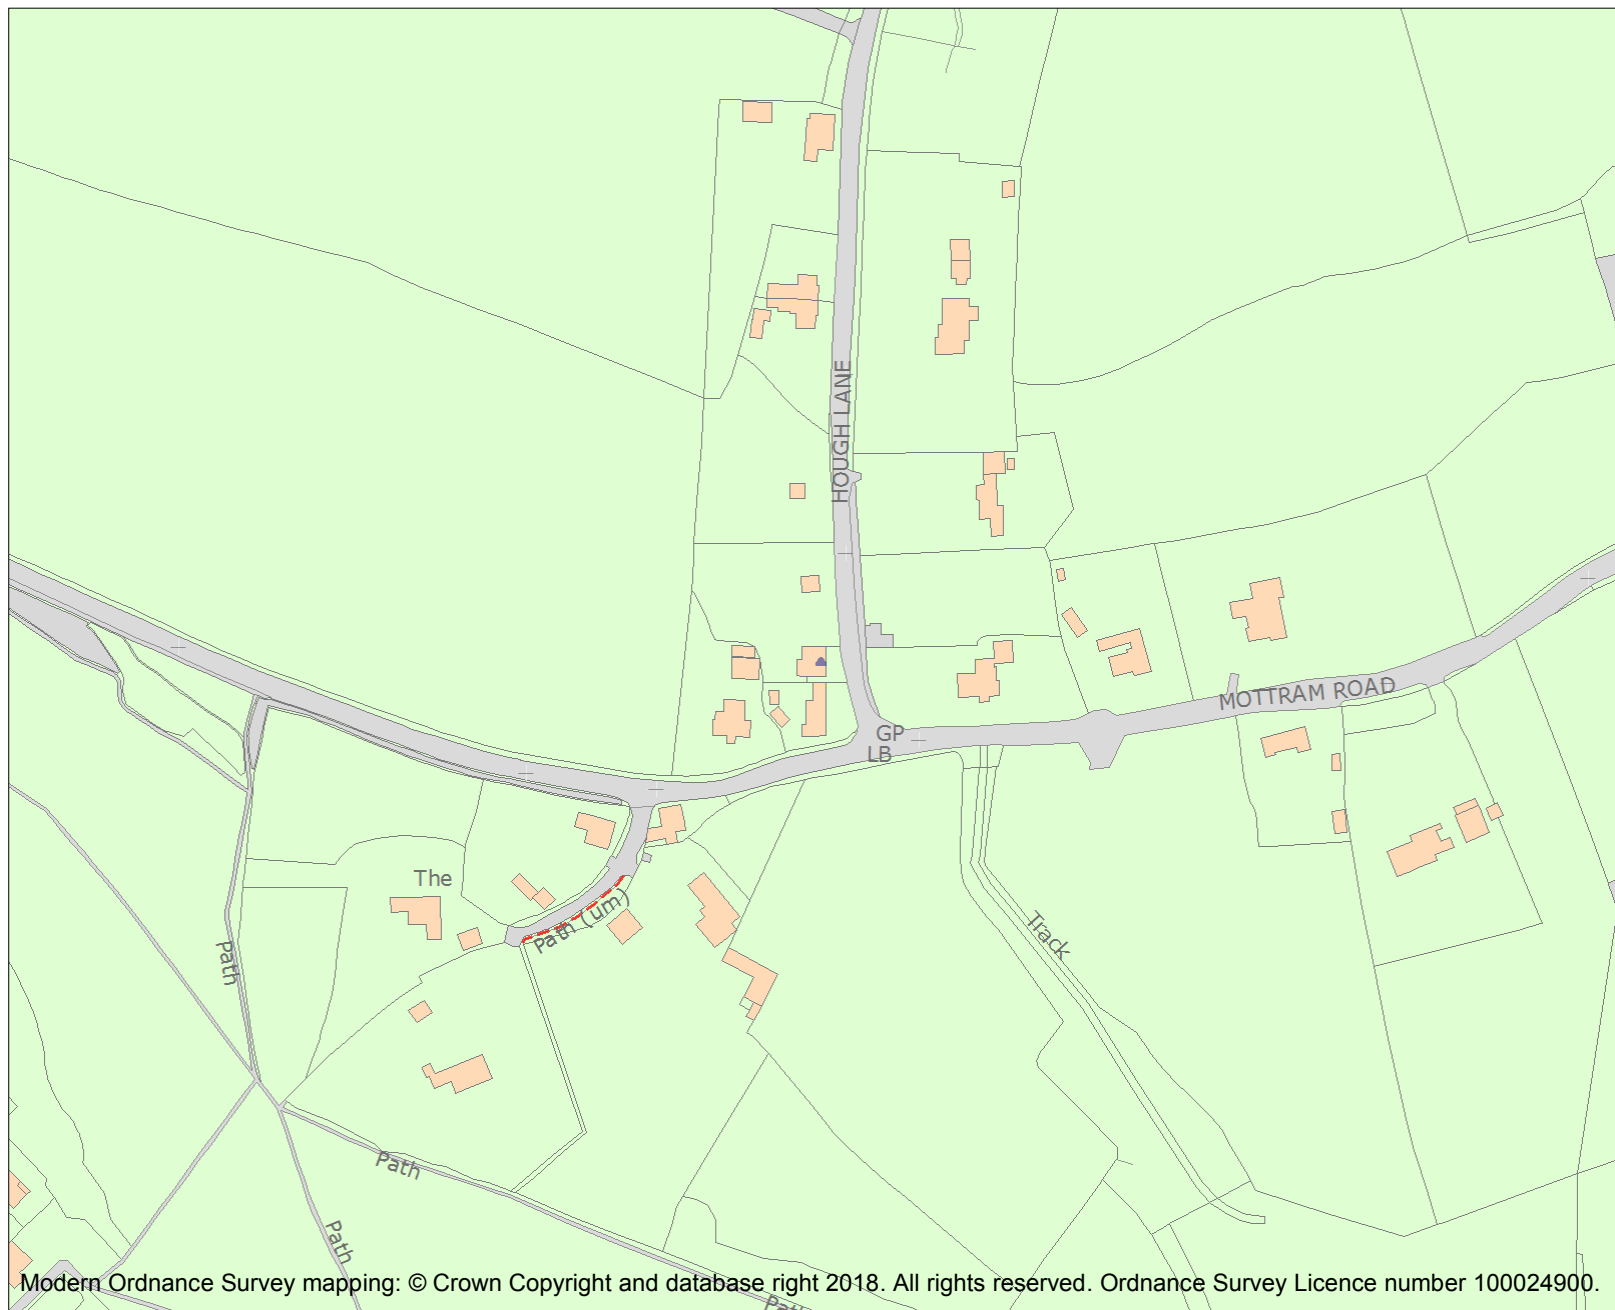 HOUGH LANE
MOTTRAM ROAD
GP
LB
The
Path (um)
Track
Path
Path
Path
Path
Modern Ordnance Survey mapping: © Crown Copyright and database right 2018. All rights reserved. Ordnance Survey Licence number 100024900.